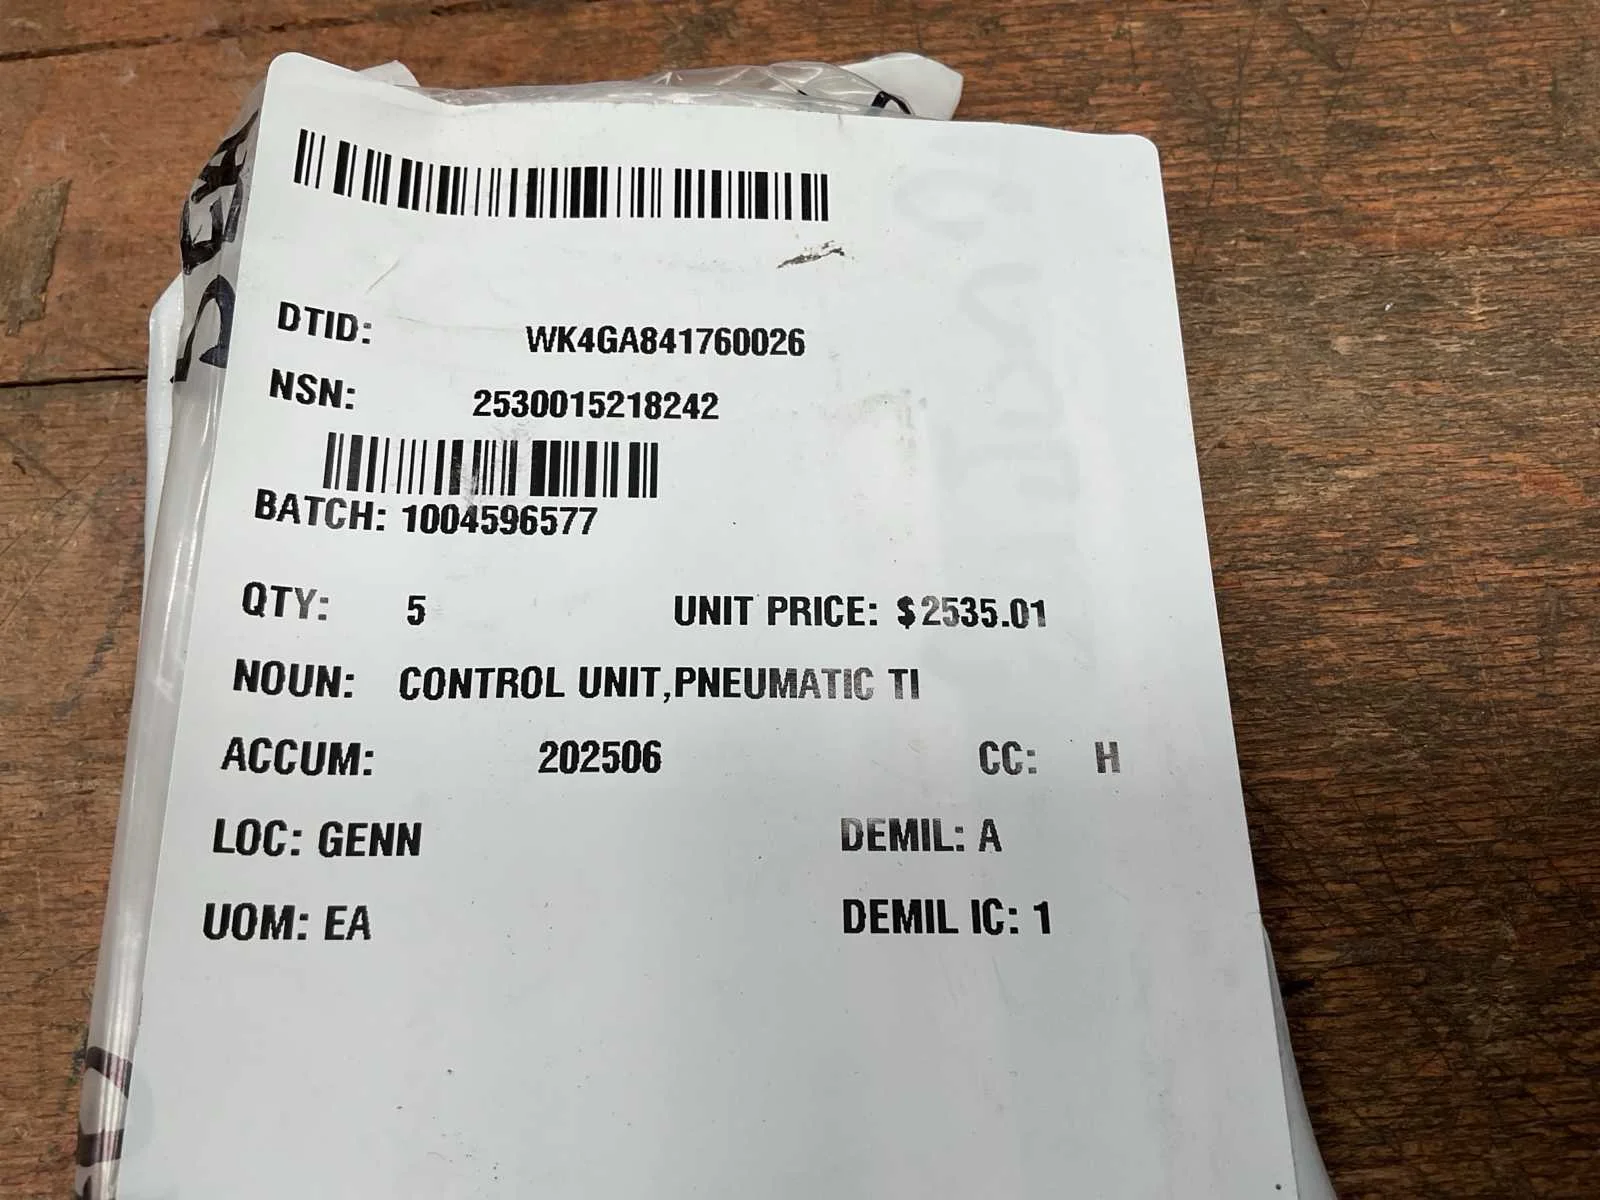 DTID: WK4GA841760026
NSN: 2530015218242
BATCH: 1004596577
QTY: 5 UNIT PRICE: $2535.01
NOUN: CONTROL UNIT,PNEUMATIC TI
ACCUM: 202506 CC: H
LOC: GENN DEMIL: A
UOM: EA DEMIL IC: 1